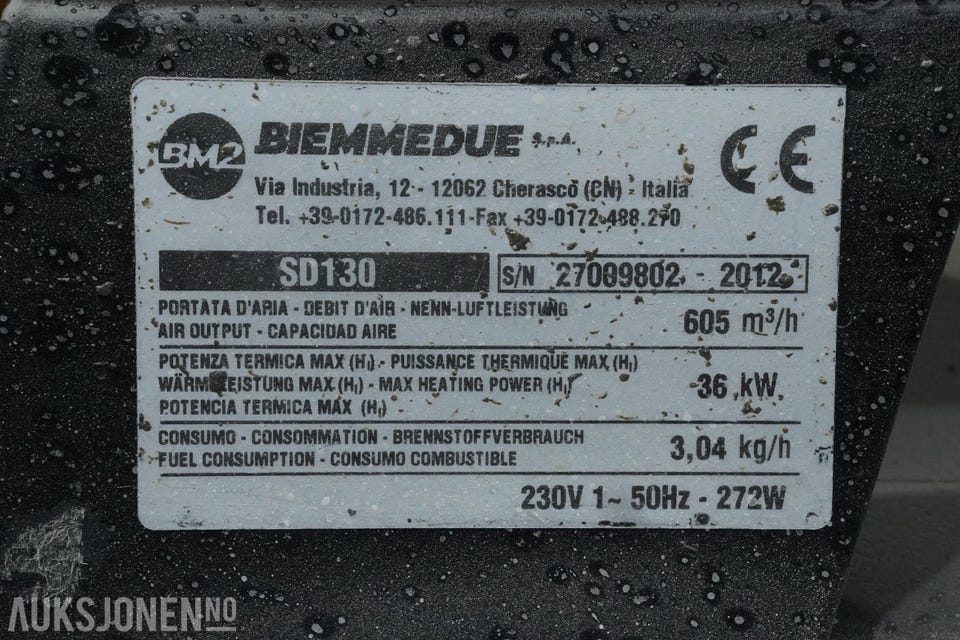 BM2 BIEMMEDUE S.p.A. CE
Via Industria, 12 - 12062 Cherasco (CN) - Italia
Tel. +39-0172-486.111-Fax +39-0172-488.270
SD130 S/N 27009802 - 2012
PORTATA D'ARIA - DEBIT D'AIR - NENN-LUFTLEISTUNG
AIR OUTPUT - CAPACIDAD AIRE 605 m³/h
POTENZA TERMICA MAX (Hᵢ) - PUISSANCE THERMIQUE MAX (Hᵢ)
WÄRMELEISTUNG MAX (Hᵢ) - MAX HEATING POWER (Hᵢ) 36 kW
POTENCIA TERMICA MAX (Hᵢ)
CONSUMO - CONSOMMATION - BRENNSTOFFVERBRAUCH
FUEL CONSUMPTION - CONSUMO COMBUSTIBLE 3,04 kg/h
230V 1~ 50Hz - 272W
AUKSJONEN.NO